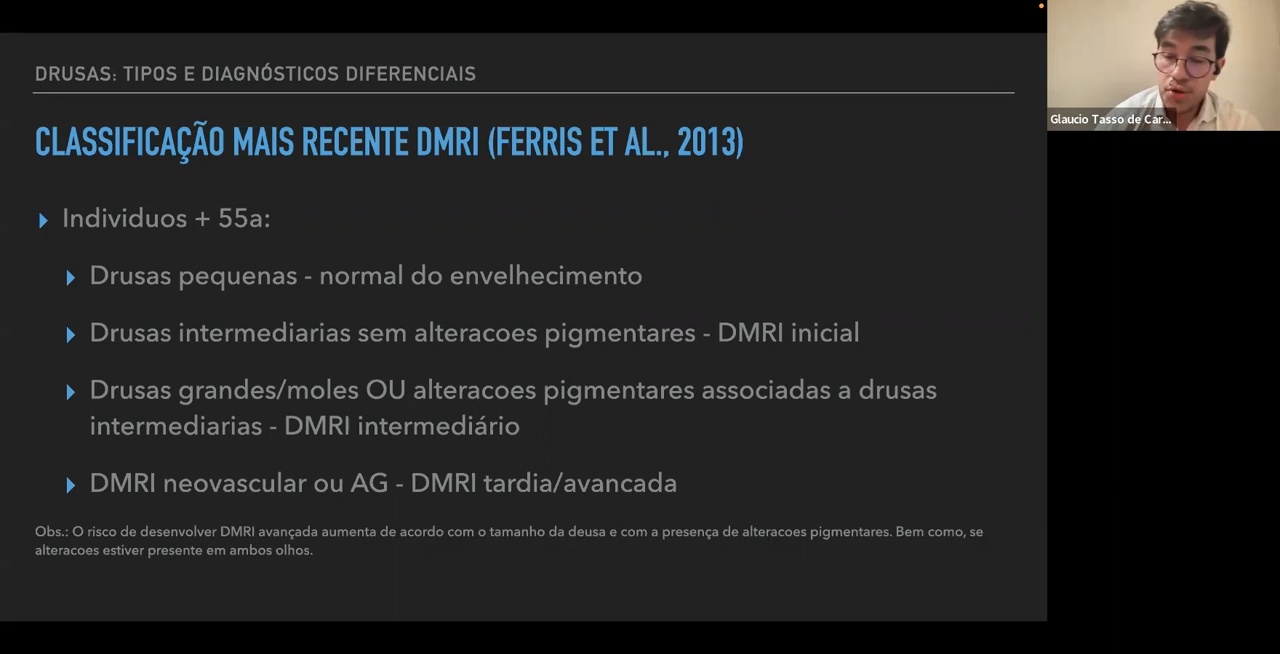 DRUSAS: TIPOS E DIAGNÓSTICOS DIFERENCIAIS
CLASSIFICAÇÃO MAIS RECENTE DMRI (FERRIS ET AL., 2013)
Individuos + 55a:
Drusas pequenas - normal do envelhecimento
Drusas intermediarias sem alteracoes pigmentares - DMRI inicial
Drusas grandes/moles OU alteracoes pigmentares associadas a drusas
intermediarias - DMRI intermediário
DMRI neovascular ou AG - DMRI tardia/avancada
Obs.: O risco de desenvolver DMRI avançada aumenta de acordo com o tamanho da deusa e com a presença de alteracoes pigmentares. Bem como, se
alteracoes estiver presente em ambos olhos.
Glaucio Tasso de Car...